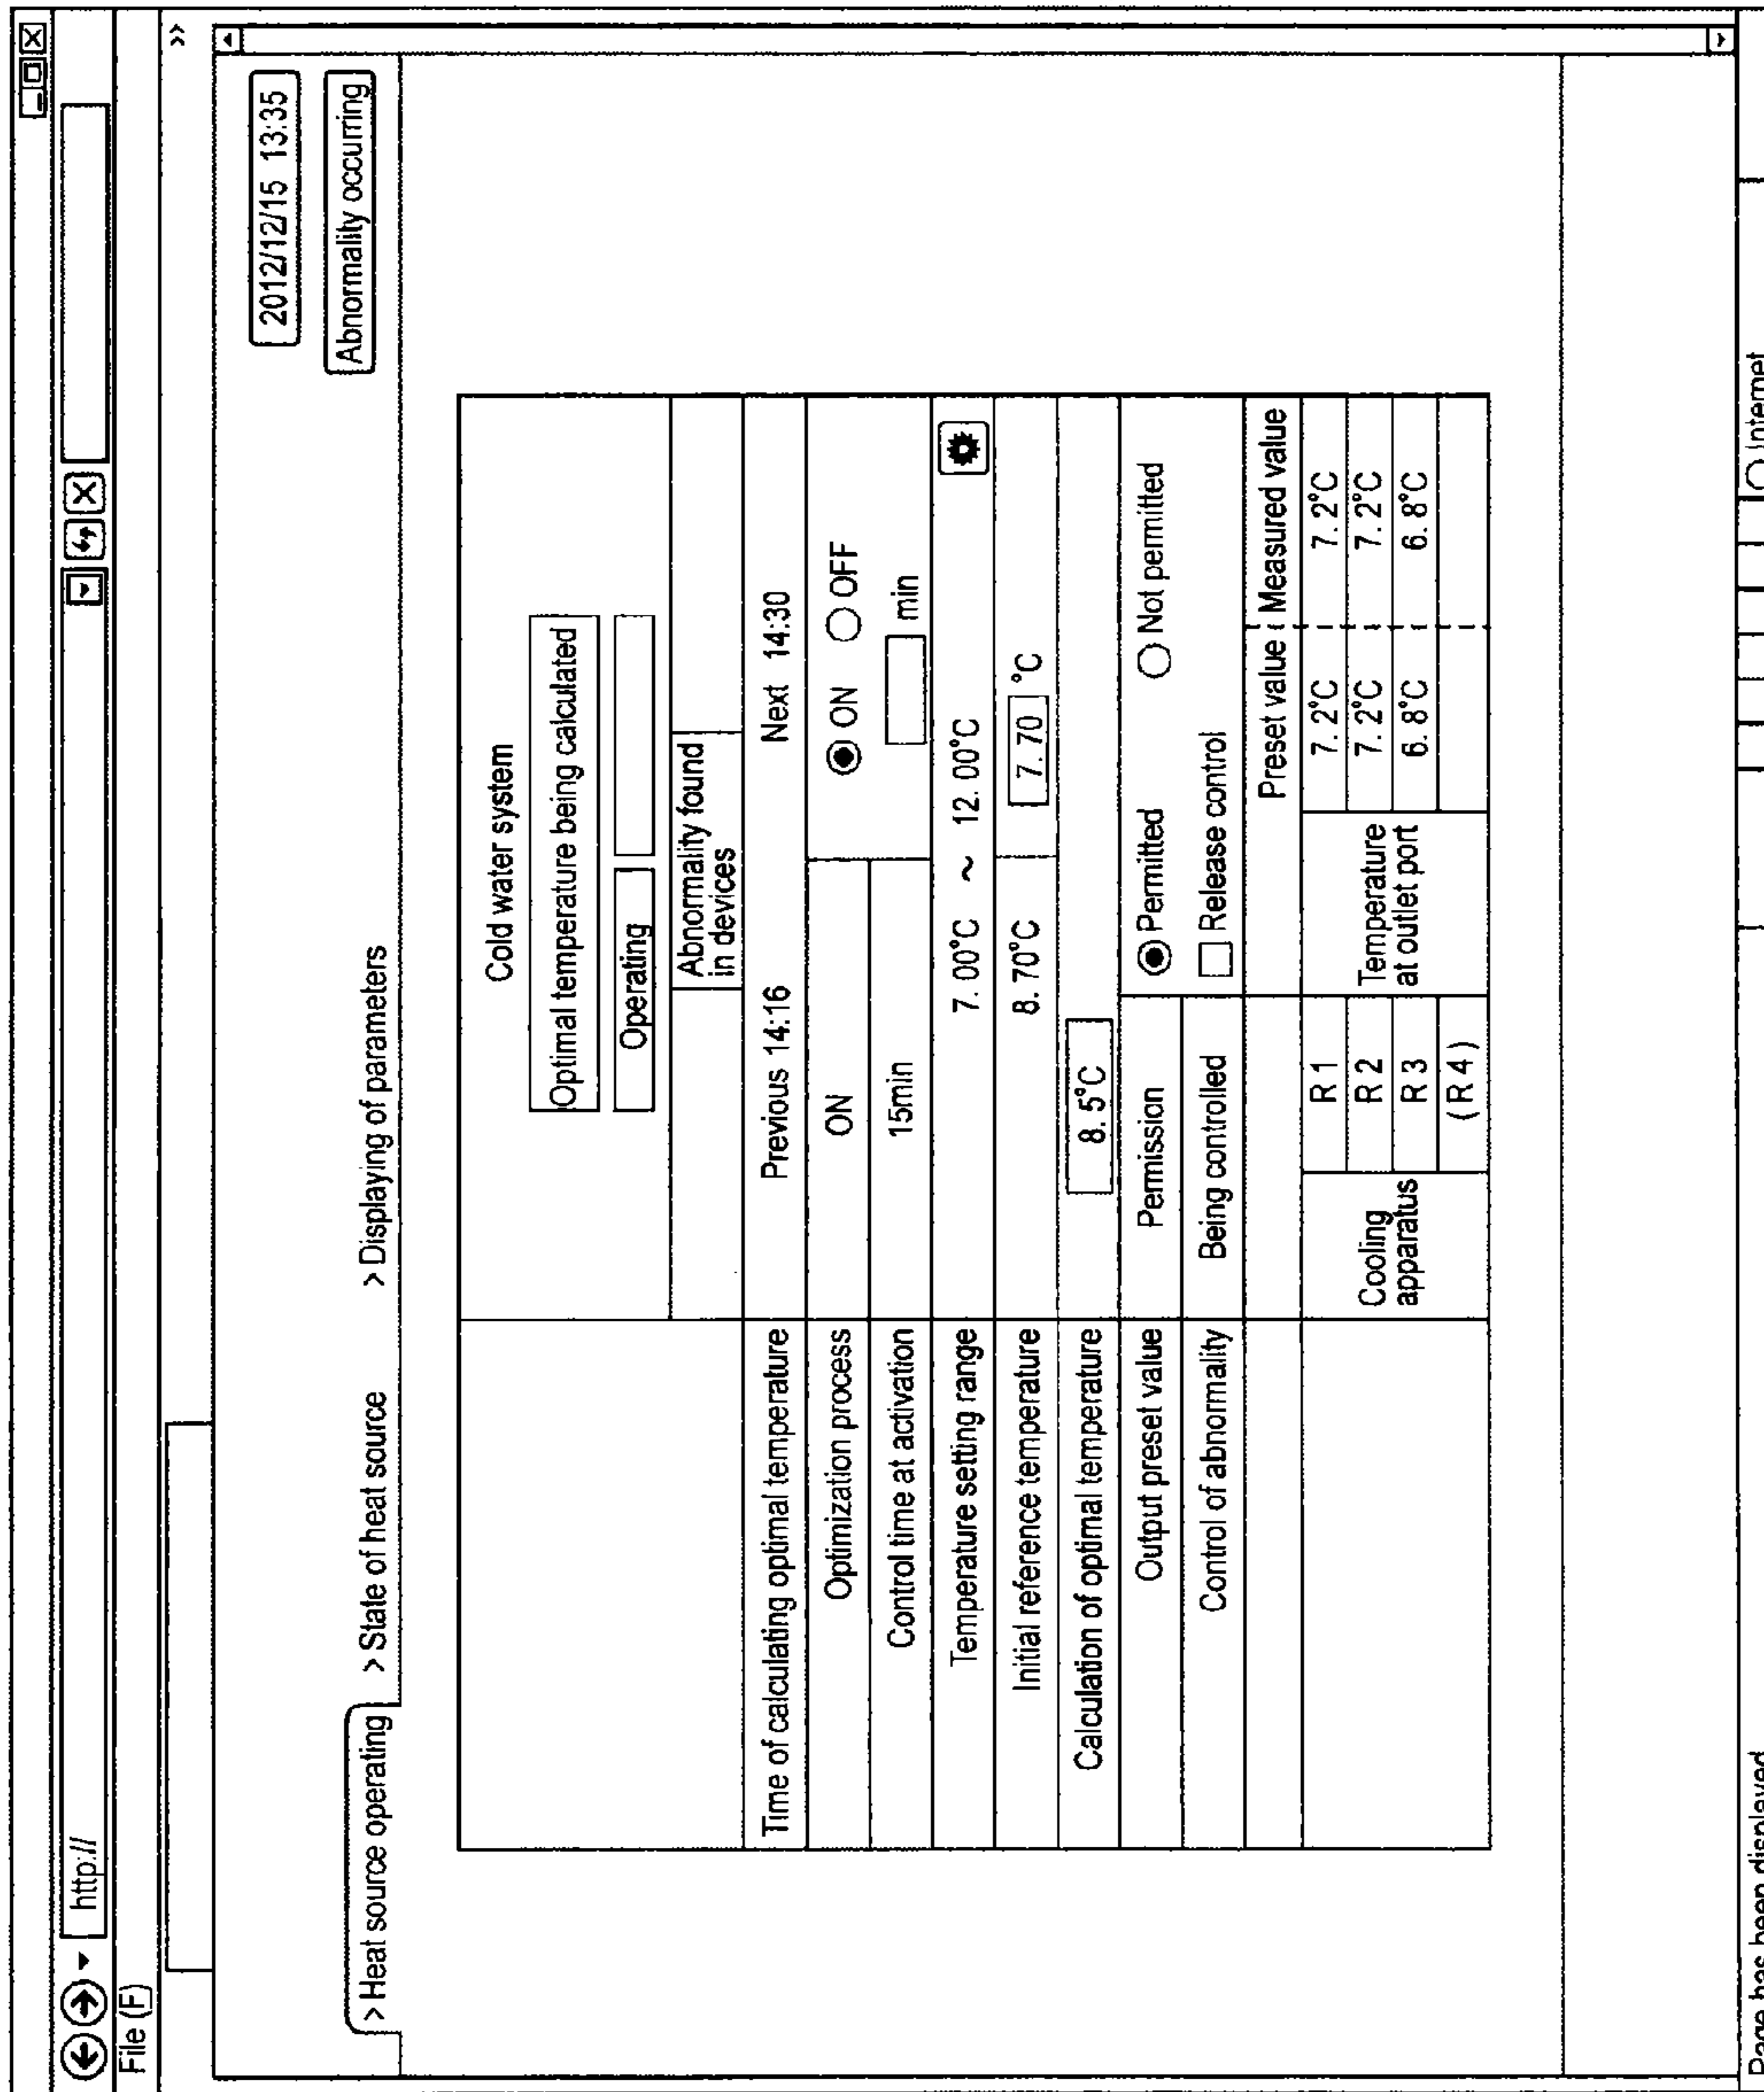 http://
File (F)
>>
2012/12/15 13:35
Abnormality occurring
> Heat source operating > State of heat source > Displaying of parameters
Cold water system
Optimal temperature being calculated
Operating
Abnormality found
in devices
Time of calculating optimal temperature Previous 14:16 Next 14:30
Optimization process ON ON OFF
Control time at activation 15min min
Temperature setting range 7.00°C ~ 12.00°C
Initial reference temperature 8.70°C 7.70 °C
Calculation of optimal temperature 8.5°C
Output preset value Permission Permitted Not permitted
Control of abnormality Being controlled Release control
Preset value Measured value
Cooling
apparatus
Temperature
at outlet port
R1 7.2°C 7.2°C
R2 7.2°C 7.2°C
R3 6.8°C 6.8°C
(R4)
Page has been displayed Internet